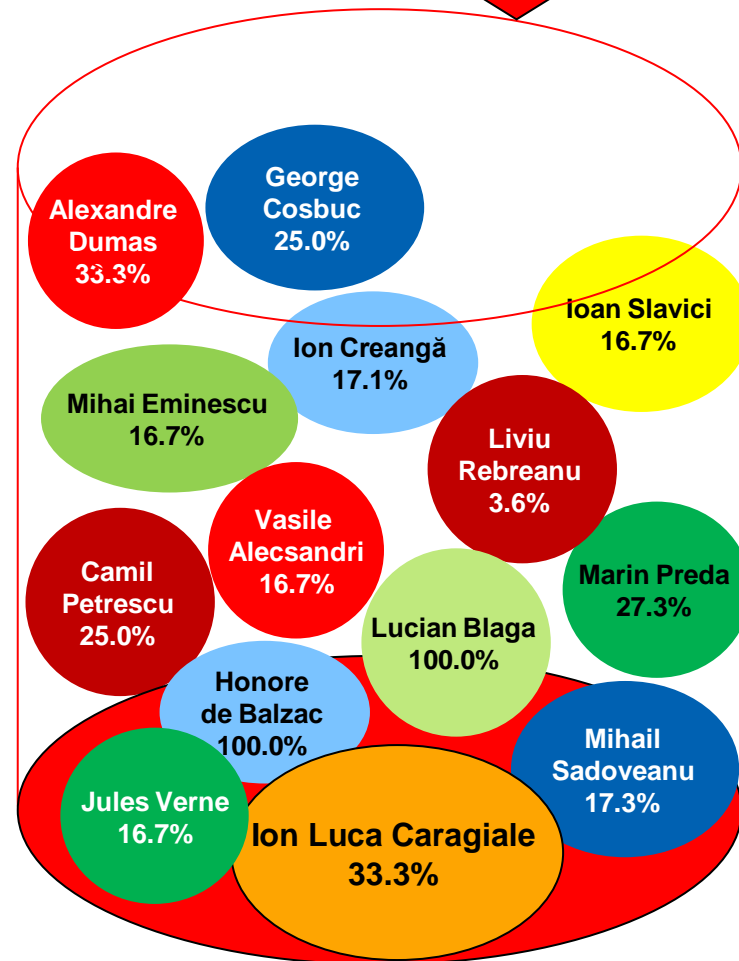 George
Cosbuc
25.0%
Alexandre
Dumas
33.3%
Ioan Slavici
16.7%
Ion Creangă
17.1%
Mihai Eminescu
16.7%
Liviu
Rebreanu
3.6%
Vasile
Alecsandri
16.7%
Camil
Petrescu
25.0%
Marin Preda
27.3%
Lucian Blaga
100.0%
Honore
de Balzac
100.0%
Mihail
Sadoveanu
17.3%
Jules Verne
16.7%
Ion Luca Caragiale
33.3%